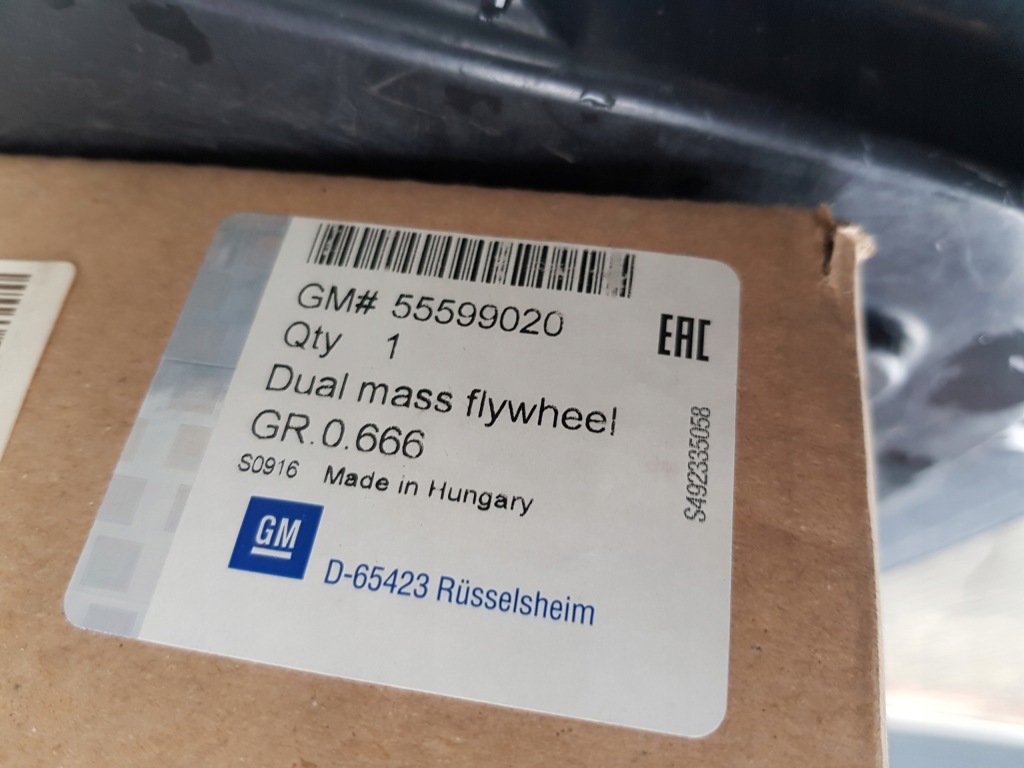 GM# 55599020
Qty 1
Dual mass flywheel
GR.0.666
S0916 Made in Hungary
GM
D-65423 Rüsselsheim
EAC
S492335058